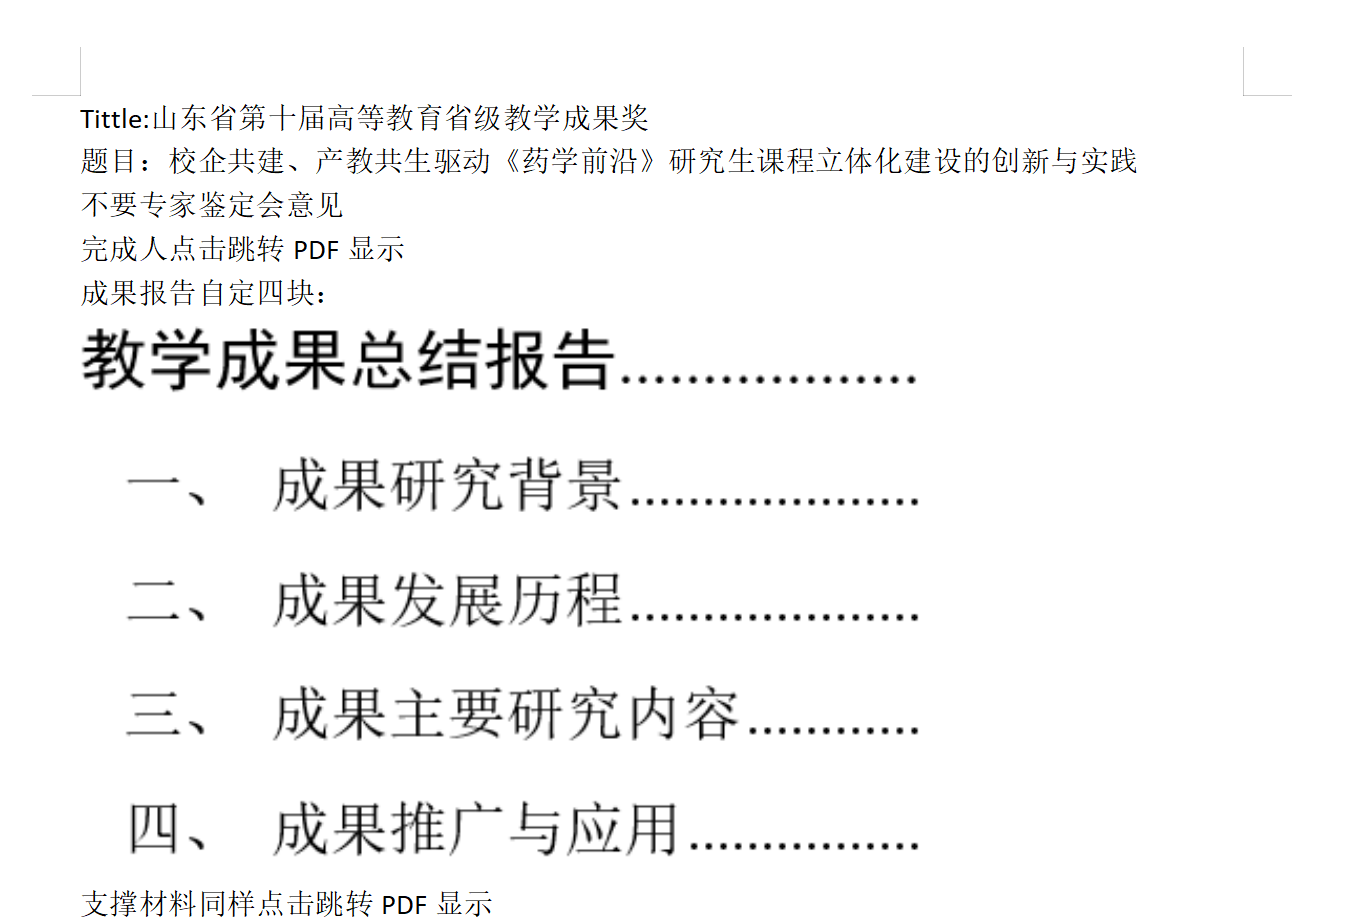 Tittle:山东省第十届高等教育省级教学成果奖
题目：校企共建、产教共生驱动《药学前沿》研究生课程立体化建设的创新与实践
不要专家鉴定会意见
完成人点击跳转 PDF 显示
成果报告自定四块：
教学成果总结报告..................
一、 成果研究背景....................
二、 成果发展历程....................
三、 成果主要研究内容............
四、 成果推广与应用................
支撑材料同样点击跳转 PDF 显示